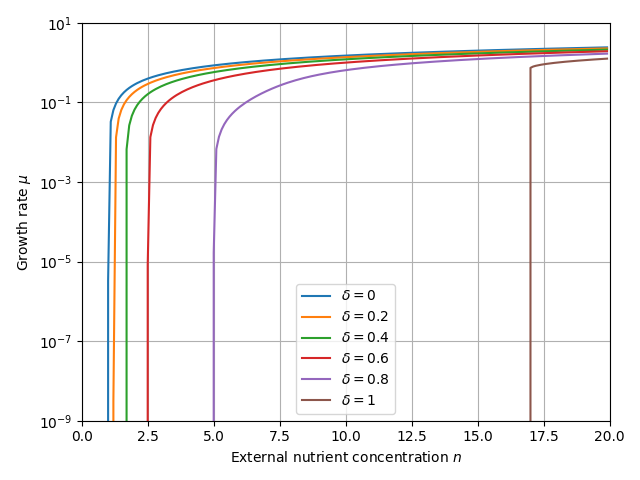 10¹
10⁻¹
10⁻³
10⁻⁵
10⁻⁷
10⁻⁹
Growth rate μ
δ = 0
δ = 0.2
δ = 0.4
δ = 0.6
δ = 0.8
δ = 1
0.0 2.5 5.0 7.5 10.0 12.5 15.0 17.5 20.0
External nutrient concentration n